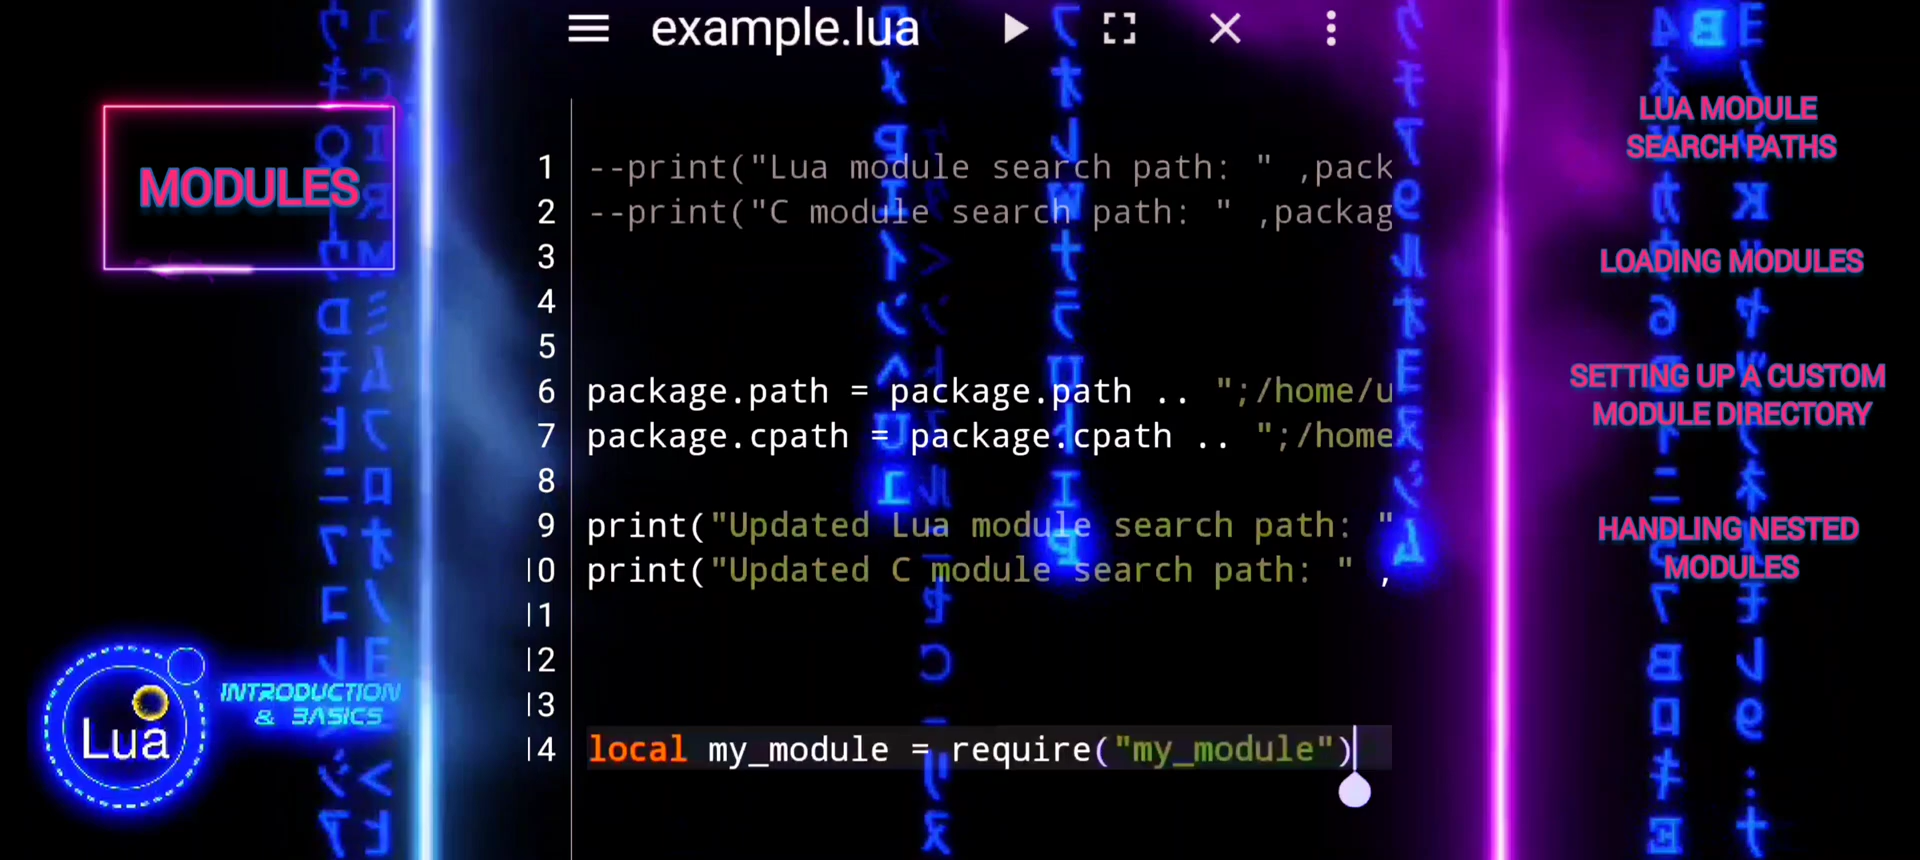 example.lua
MODULES
1 --print("Lua module search path: " ,pack
2 --print("C module search path: " ,packag
3
4
5
6 package.path = package.path .. ";/home/u
7 package.cpath = package.cpath .. ";/home
8
9 print("Updated Lua module search path: "
10 print("Updated C module search path: " ,
11
12
13
14 local my_module = require("my_module")
LUA MODULE
SEARCH PATHS
LOADING MODULES
SETTING UP A CUSTOM
MODULE DIRECTORY
HANDLING NESTED
MODULES
Lua
INTRODUCTION
& BASICS